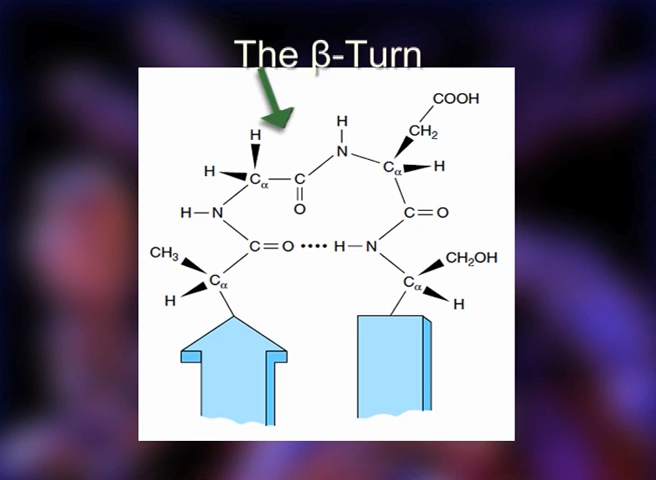 The β-Turn
COOH
H
H
CH₂
N
H
Cα
C
Cα
H
O
H–N
C=O
CH₃
C=O ···· H–N
CH₂OH
Cα
Cα
H
H